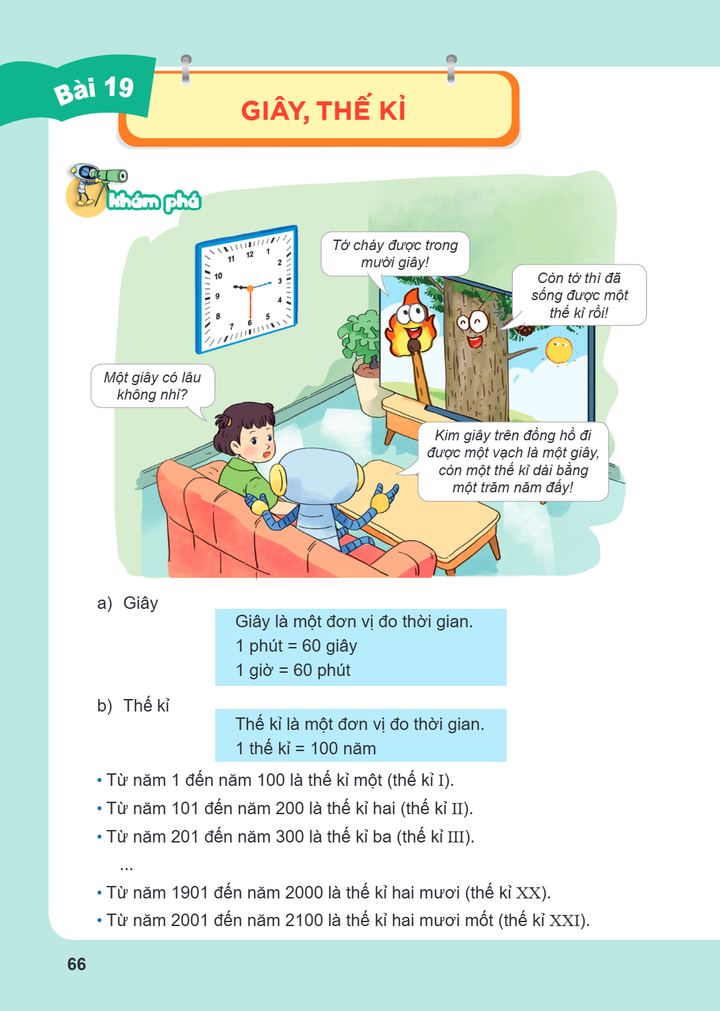 Bài 19
GIÂY, THẾ KỈ
khám phá
Tớ cháy được trong
mười giây!
Còn tớ thì đã
sống được một
thế kỉ rồi!
11 12 1
10 2
9 3
8 4
7 6 5
Một giây có lâu
không nhỉ?
Kim giây trên đồng hồ đi
được một vạch là một giây,
còn một thế kỉ dài bằng
một trăm năm đấy!
a) Giây
Giây là một đơn vị đo thời gian.
1 phút = 60 giây
1 giờ = 60 phút
b) Thế kỉ
Thế kỉ là một đơn vị đo thời gian.
1 thế kỉ = 100 năm
• Từ năm 1 đến năm 100 là thế kỉ một (thế kỉ I).
• Từ năm 101 đến năm 200 là thế kỉ hai (thế kỉ II).
• Từ năm 201 đến năm 300 là thế kỉ ba (thế kỉ III).
...
• Từ năm 1901 đến năm 2000 là thế kỉ hai mươi (thế kỉ XX).
• Từ năm 2001 đến năm 2100 là thế kỉ hai mươi mốt (thế kỉ XXI).
66